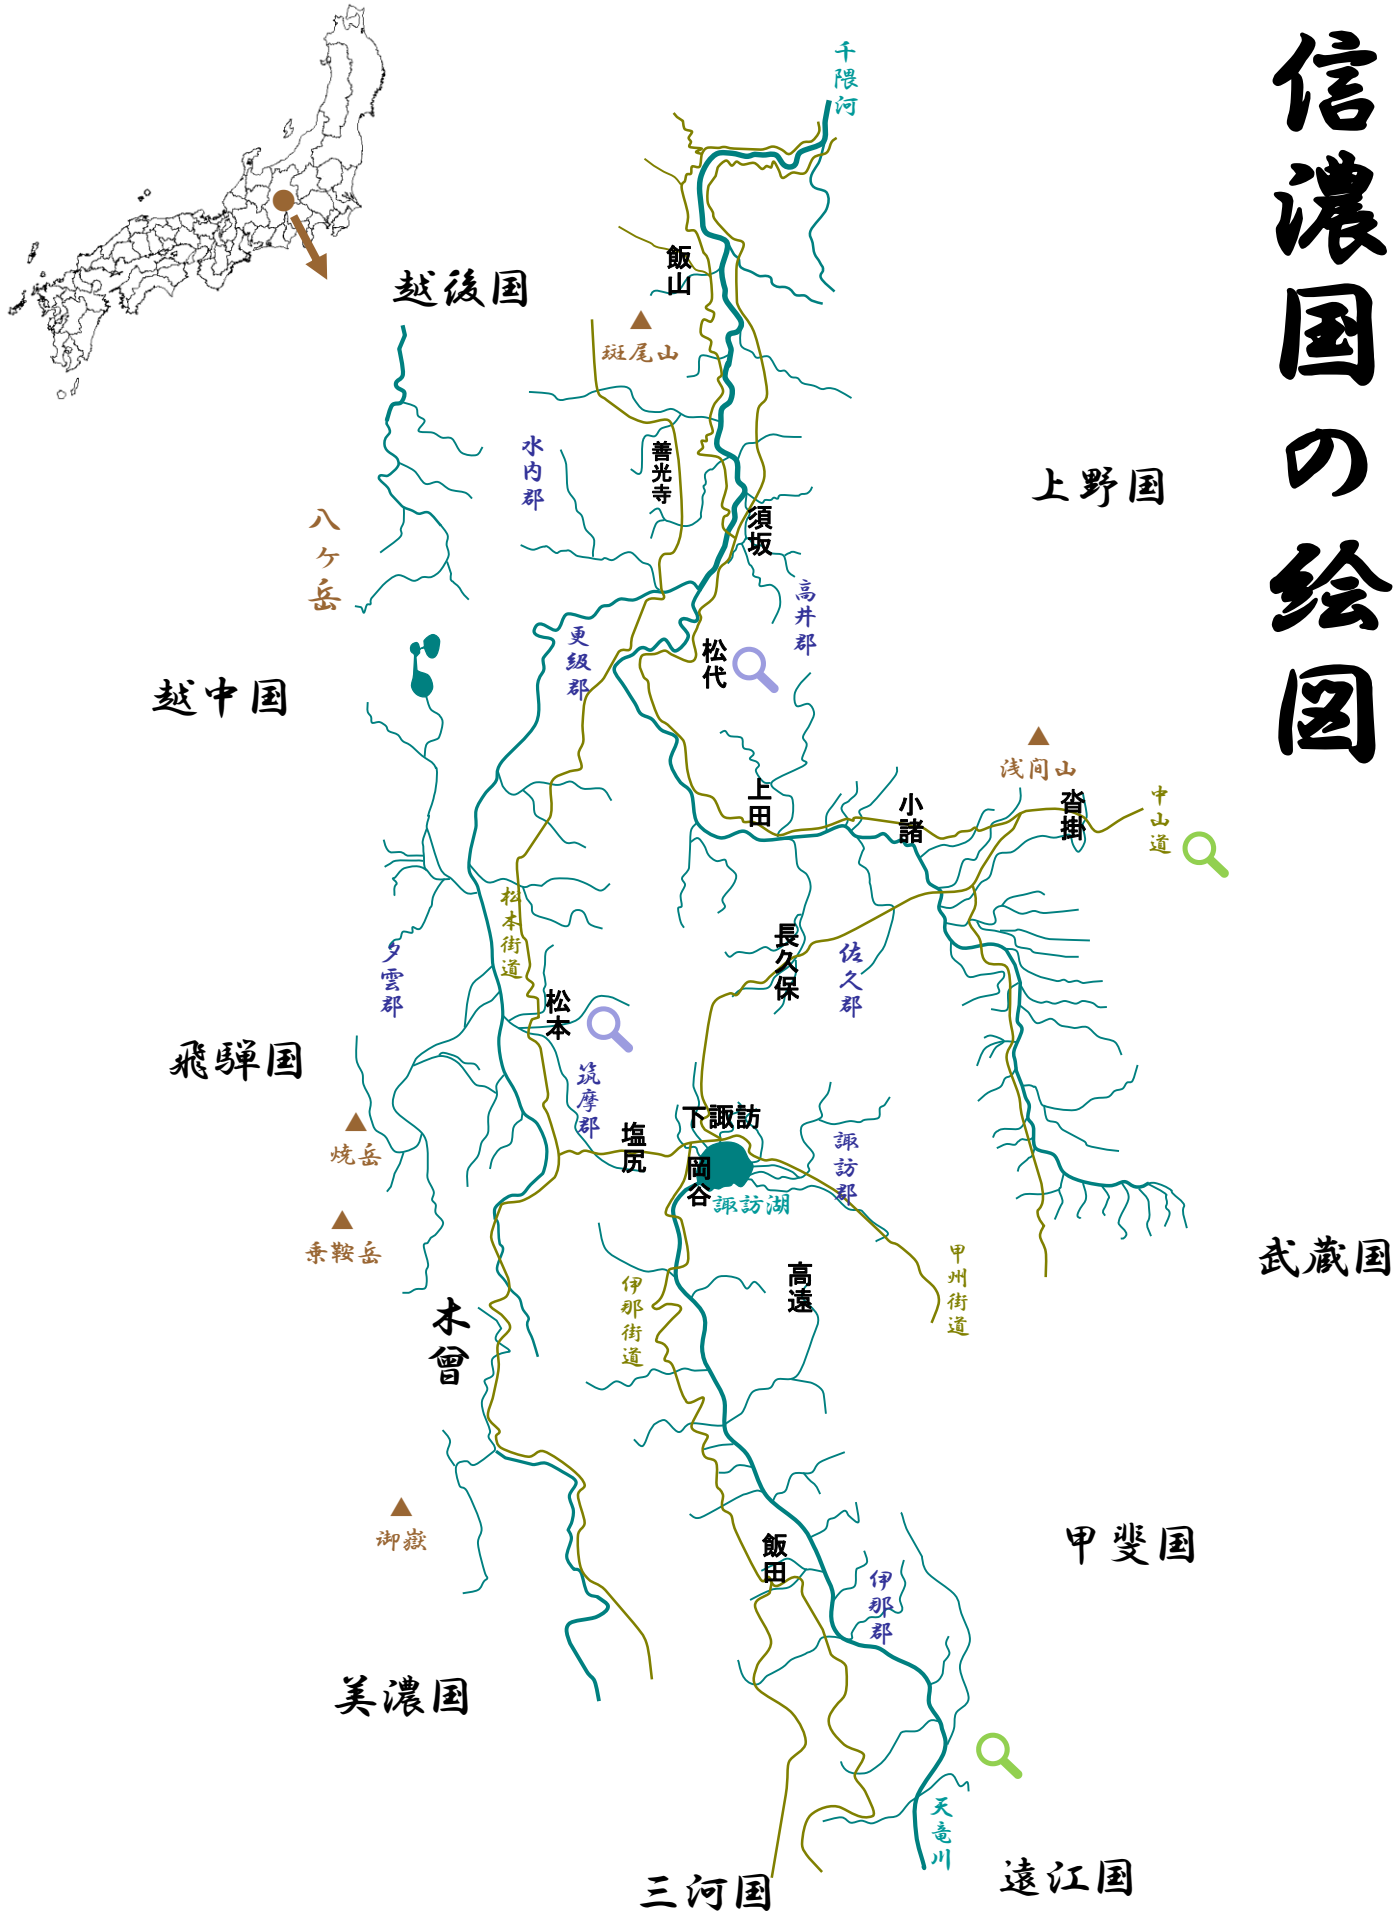 信濃国の絵図
千隈河
越後国
飯山
斑尾山
水内郡
善光寺
上野国
八ヶ岳
須坂
高井郡
更級郡
松代
越中国
浅間山
上田
小諸
沓掛
中山道
松本街道
長久保
佐久郡
夕雲郡
松本
飛騨国
筑摩郡
塩尻
下諏訪
岡谷
諏訪湖
諏訪郡
焼岳
乗鞍岳
武蔵国
甲州街道
高遠
伊那街道
木曾
御嶽
甲斐国
飯田
伊那郡
美濃国
天竜川
三河国
遠江国